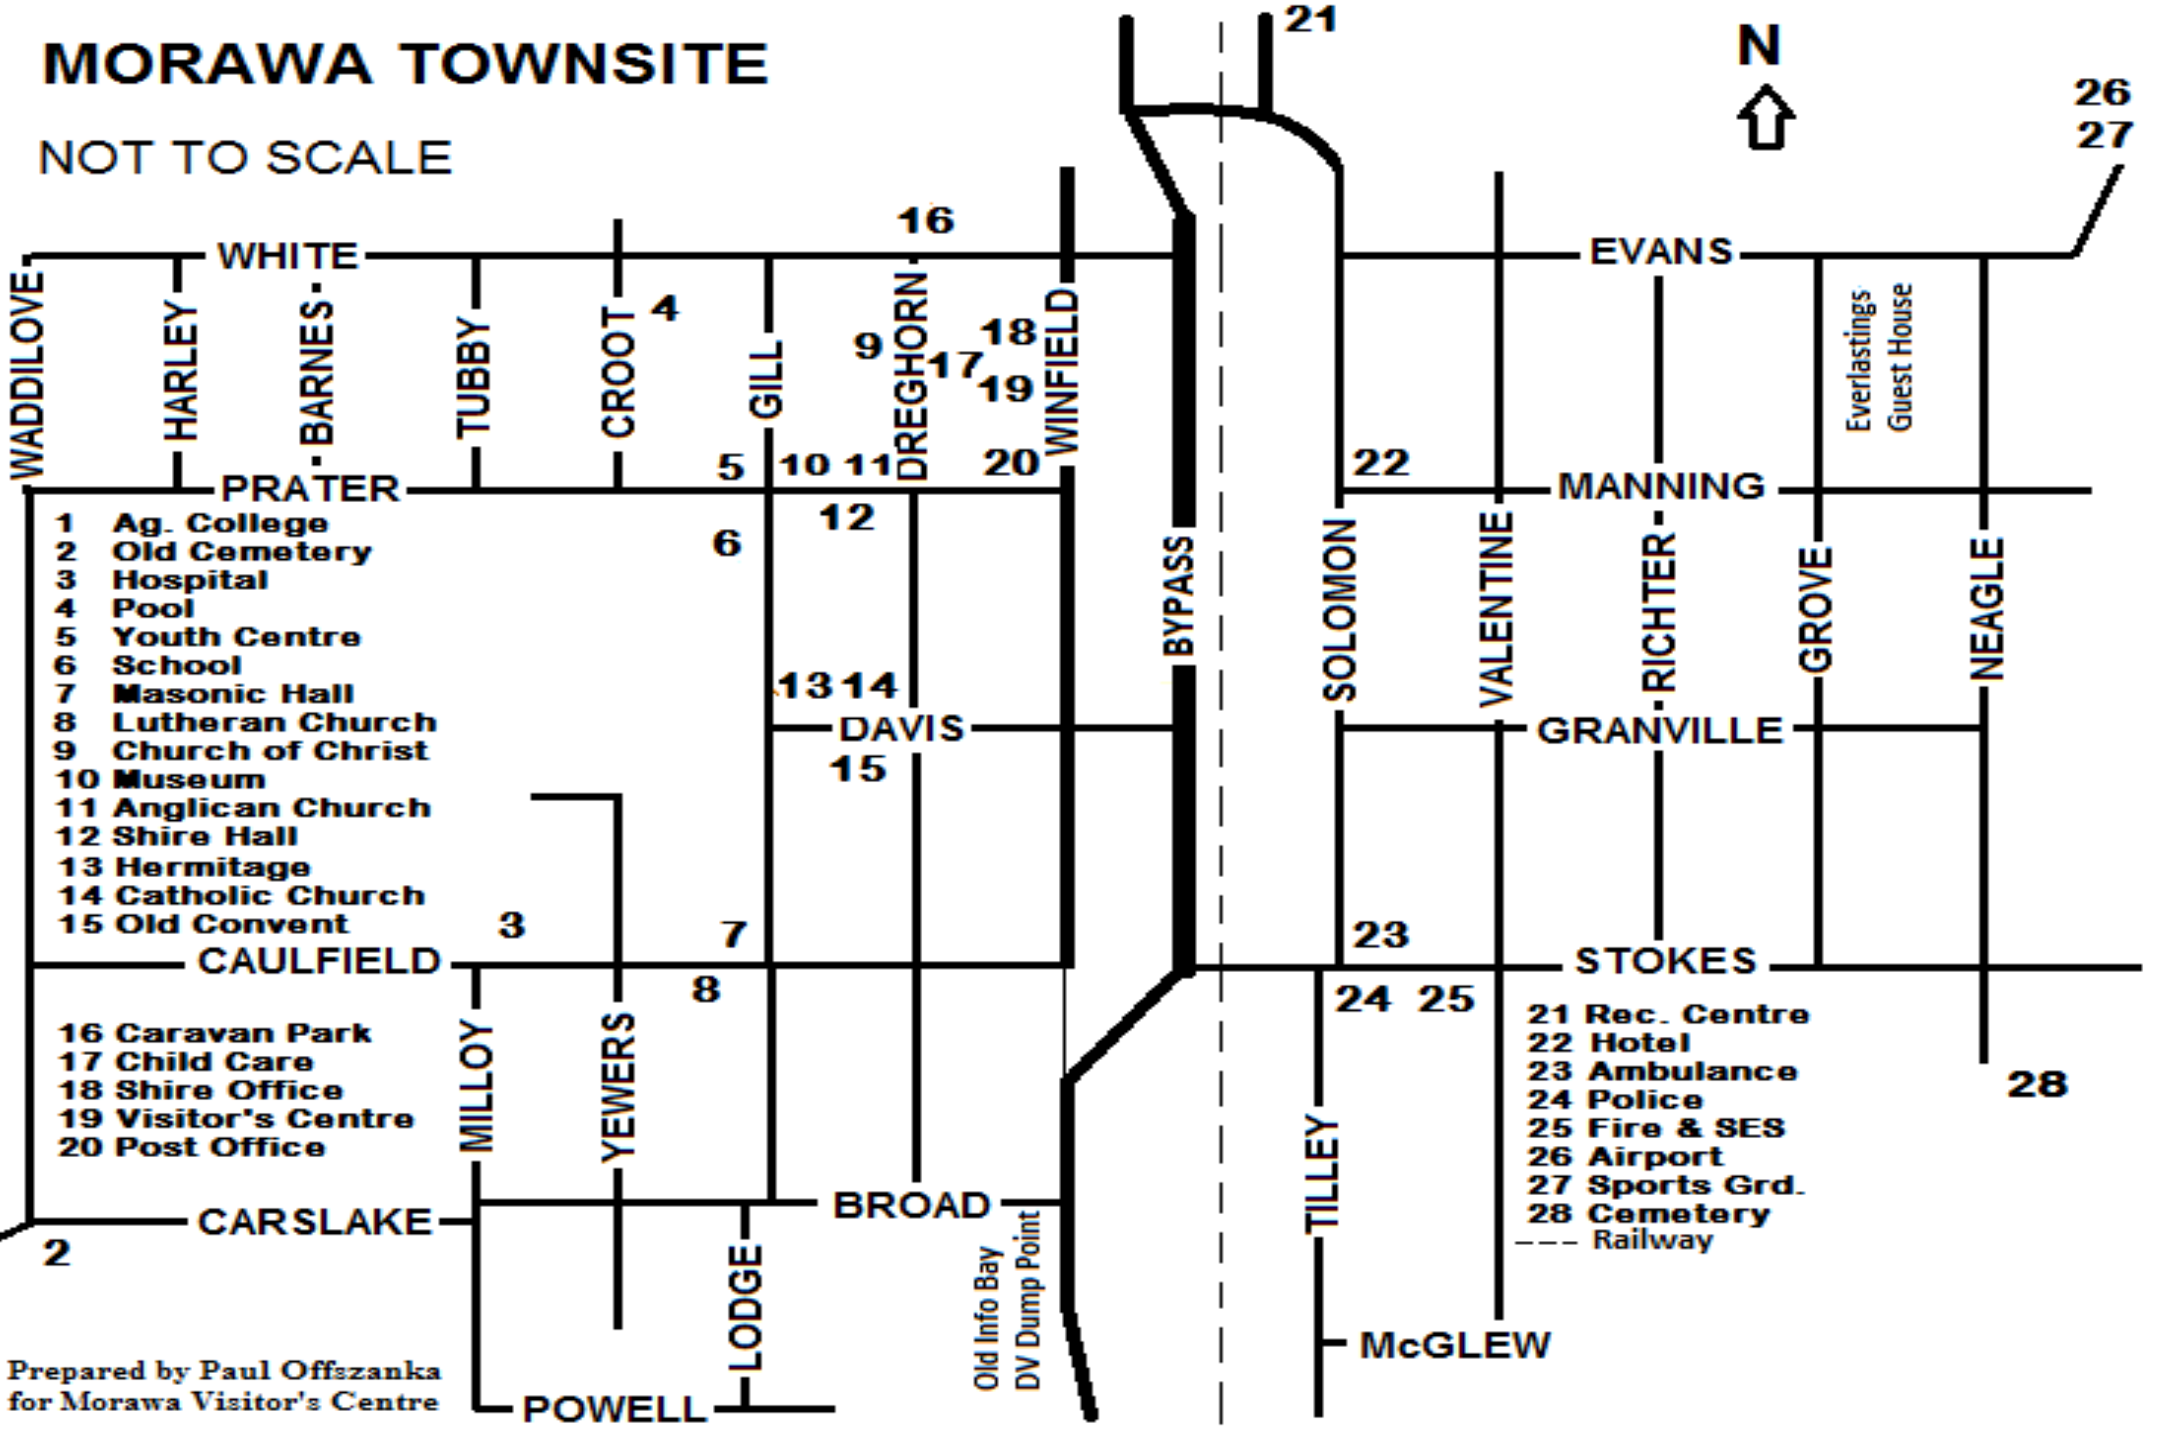 MORAWA TOWNSITE
NOT TO SCALE
N
21
26
27
16
WHITE
EVANS
WADDILOVE
HARLEY
BARNES
TUBBY
CROOT
4
GILL
9
DREGHORN
17
18
19
WINFIELD
Everlastings
Guest House
5
10 11
20
22
PRATER
MANNING
6
12
BYPASS
SOLOMON
VALENTINE
RICHTER
GROVE
NEAGLE
1 Ag. College
2 Old Cemetery
3 Hospital
4 Pool
5 Youth Centre
6 School
7 Masonic Hall
8 Lutheran Church
9 Church of Christ
10 Museum
11 Anglican Church
12 Shire Hall
13 Hermitage
14 Catholic Church
15 Old Convent
13 14
DAVIS
15
GRANVILLE
3
7
23
CAULFIELD
STOKES
8
24 25
16 Caravan Park
17 Child Care
18 Shire Office
19 Visitor's Centre
20 Post Office
MILLOY
YEWERS
TILLEY
21 Rec. Centre
22 Hotel
23 Ambulance
24 Police
25 Fire & SES
26 Airport
27 Sports Grd.
28 Cemetery
--- Railway
28
CARSLAKE
BROAD
2
LODGE
Old Info Bay
DV Dump Point
McGLEW
POWELL
Prepared by Paul Offszanka
for Morawa Visitor's Centre